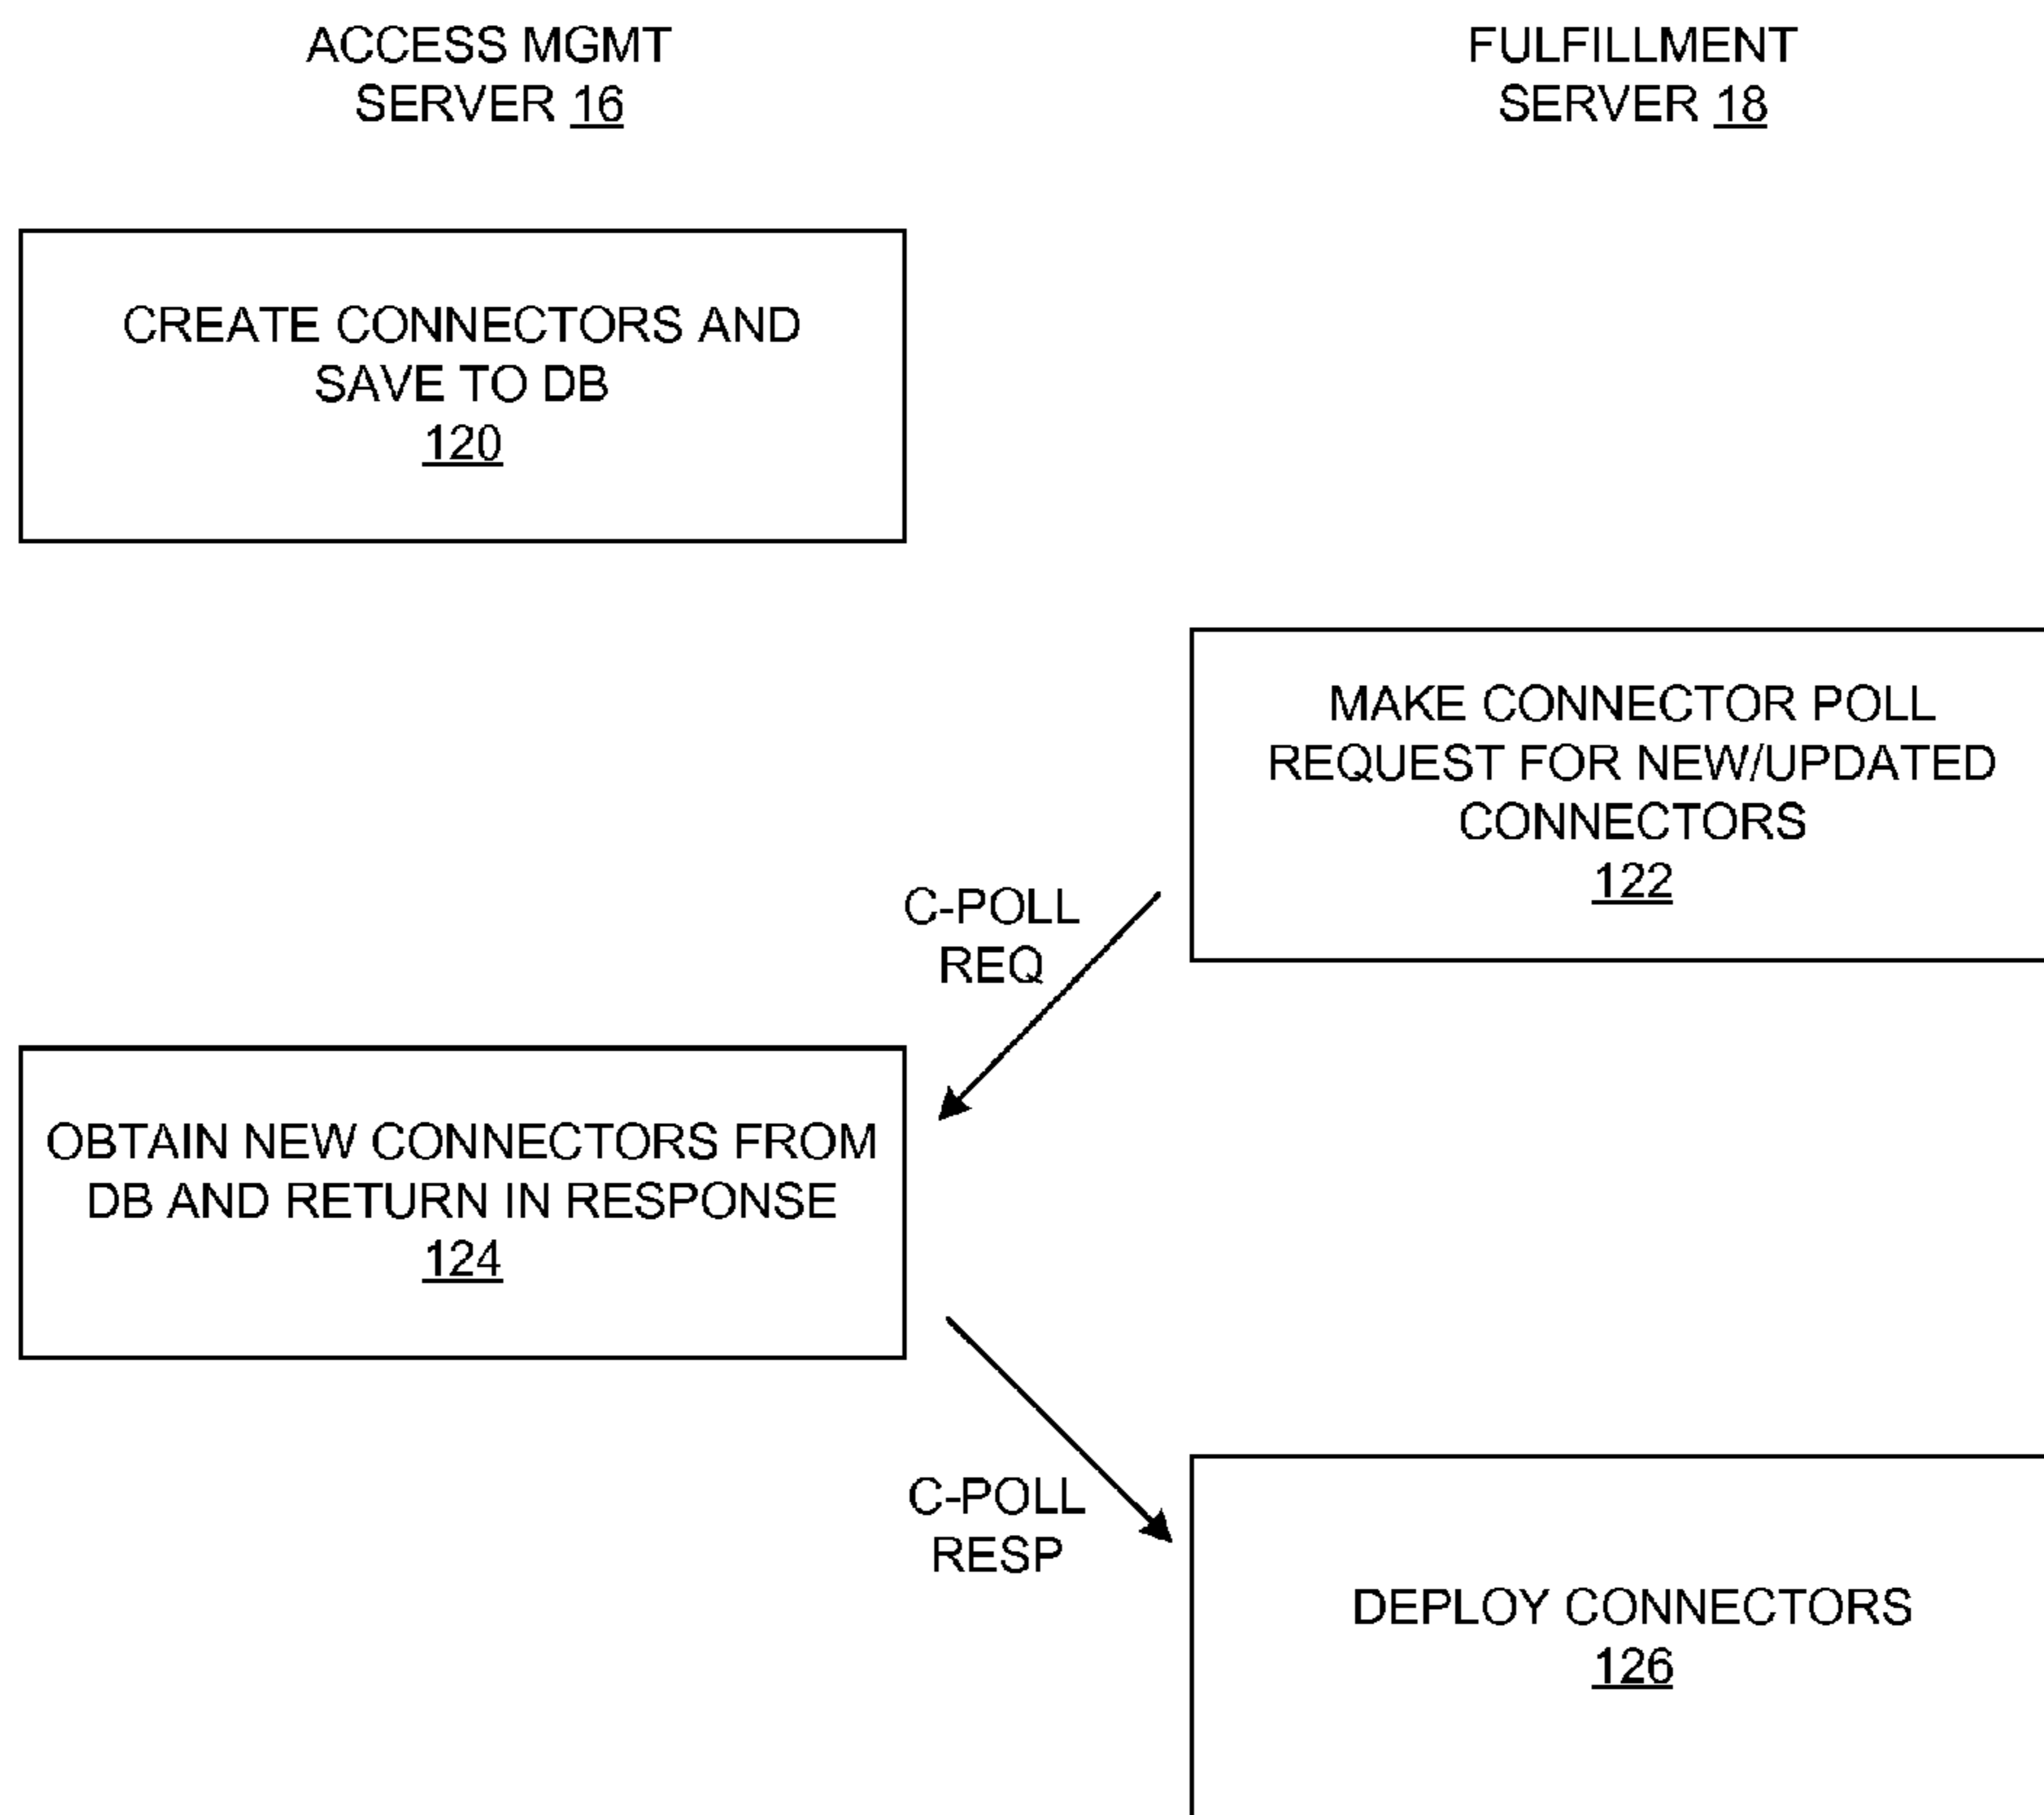 ACCESS MGMT
SERVER 16
FULFILLMENT
SERVER 18
CREATE CONNECTORS AND
SAVE TO DB
120
MAKE CONNECTOR POLL
REQUEST FOR NEW/UPDATED
CONNECTORS
122
C-POLL
REQ
OBTAIN NEW CONNECTORS FROM
DB AND RETURN IN RESPONSE
124
C-POLL
RESP
DEPLOY CONNECTORS
126